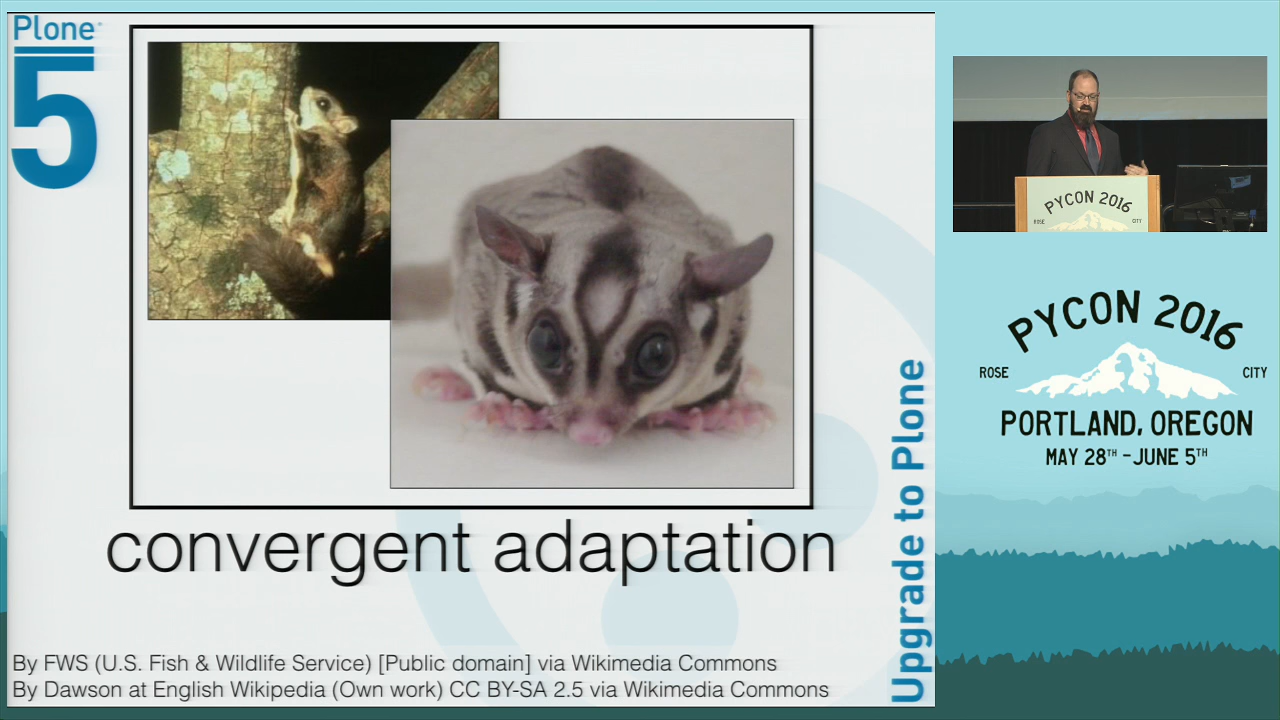 Plone
5
convergent adaptation
By FWS (U.S. Fish & Wildlife Service) [Public domain] via Wikimedia Commons
By Dawson at English Wikipedia (Own work) CC BY-SA 2.5 via Wikimedia Commons
Upgrade to Plone
PYCON 2016
ROSE CITY
PYCON 2016
ROSE CITY
PORTLAND, OREGON
MAY 28TH - JUNE 5TH